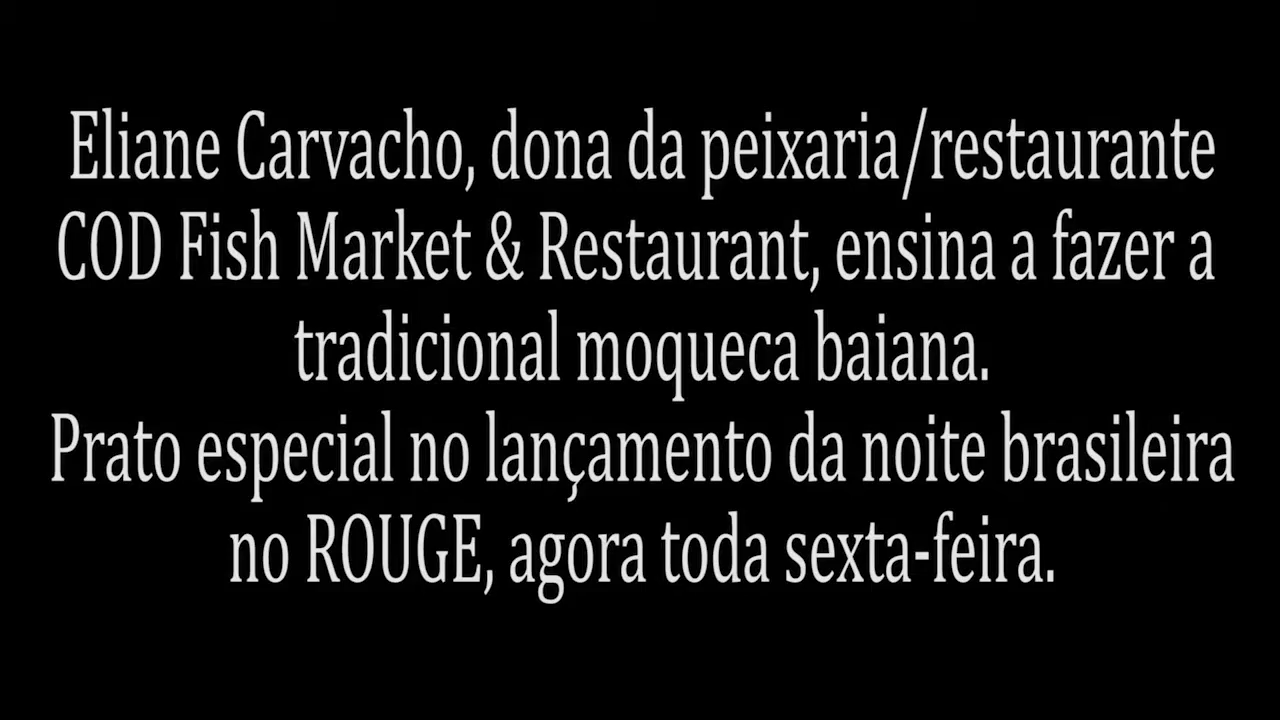 Eliane Carvacho, dona da peixaria/restaurante
COD Fish Market & Restaurant, ensina a fazer a
tradicional moqueca baiana.
Prato especial no lançamento da noite brasileira
no ROUGE, agora toda sexta-feira.